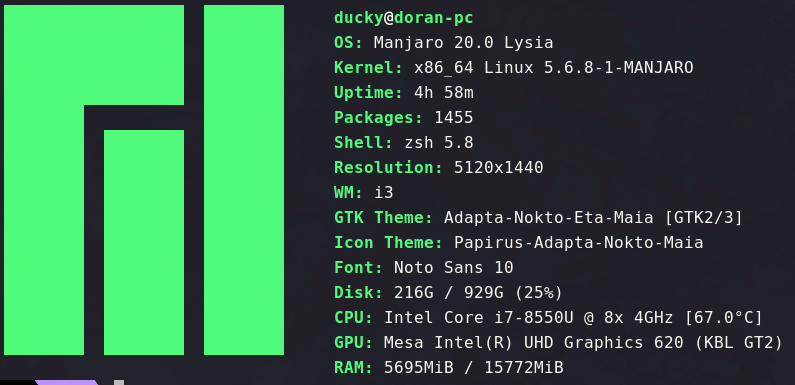 ducky@doran-pc
OS: Manjaro 20.0 Lysia
Kernel: x86_64 Linux 5.6.8-1-MANJARO
Uptime: 4h 58m
Packages: 1455
Shell: zsh 5.8
Resolution: 5120x1440
WM: i3
GTK Theme: Adapta-Nokto-Eta-Maia [GTK2/3]
Icon Theme: Papirus-Adapta-Nokto-Maia
Font: Noto Sans 10
Disk: 216G / 929G (25%)
CPU: Intel Core i7-8550U @ 8x 4GHz [67.0°C]
GPU: Mesa Intel(R) UHD Graphics 620 (KBL GT2)
RAM: 5695MiB / 15772MiB